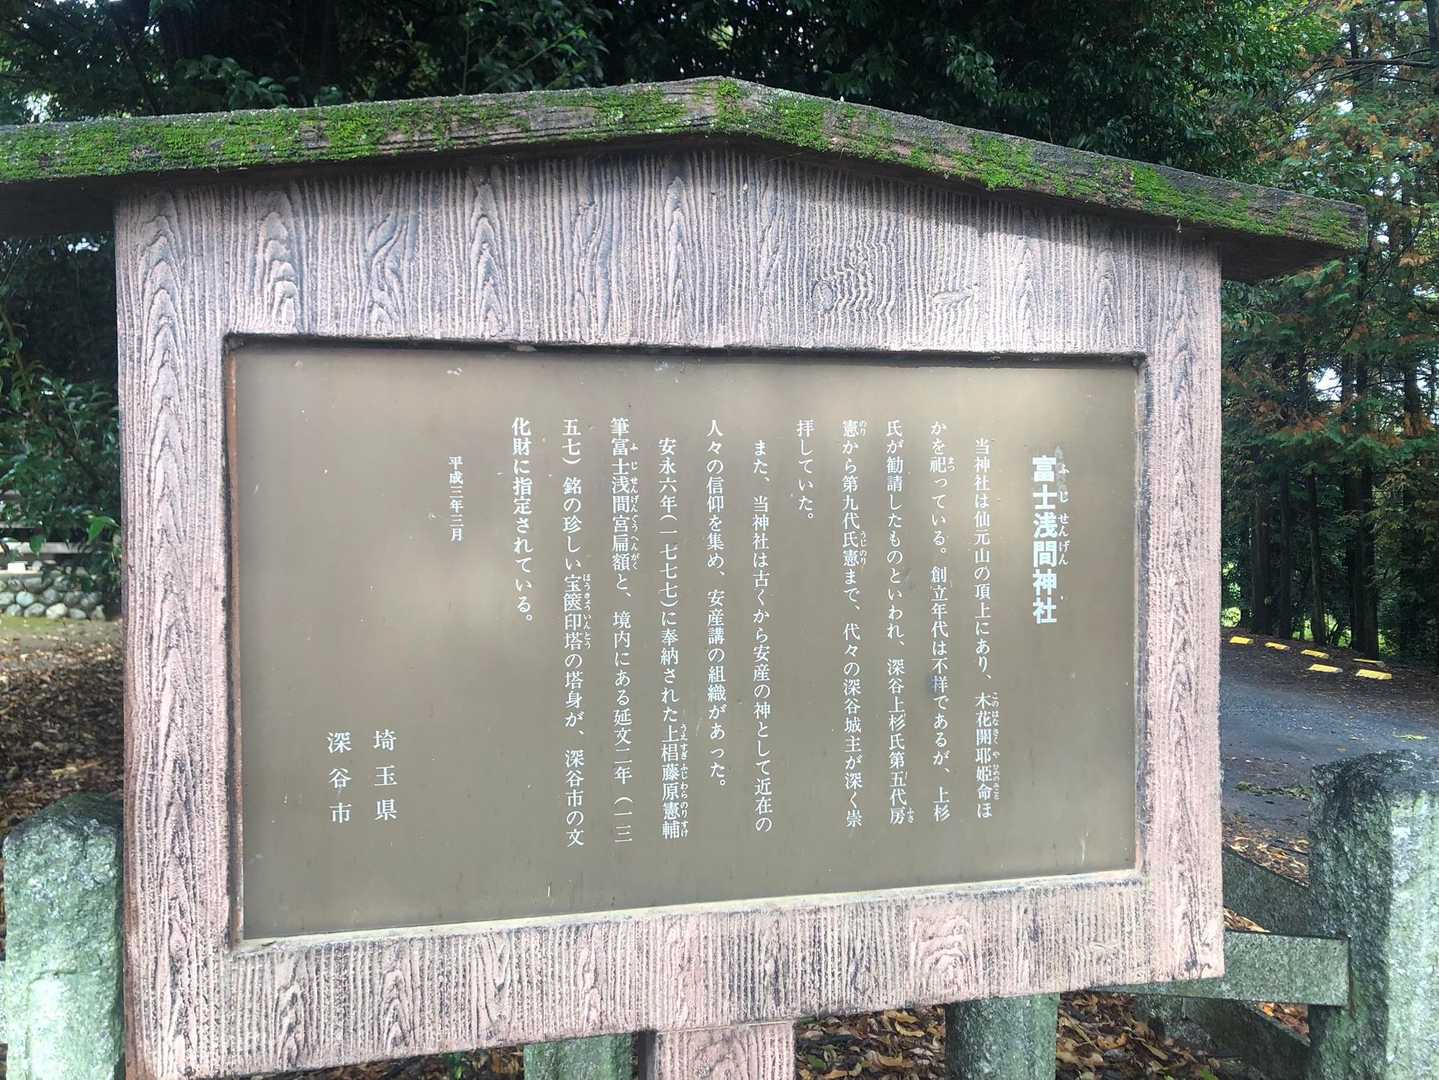 富士浅間神社
当神社は仙元山の頂上にあり、木花開耶姫命ほ
かを祀っている。創立年代は不祥であるが、上杉
氏が勧請したものといわれ、深谷上杉氏第五代房
憲から第九代氏憲まで、代々の深谷城主が深く崇
拝していた。
また、当神社は古くから安産の神として近在の
人々の信仰を集め、安産講の組織があった。
安永六年(一七七七)に奉納された上椙藤原憲輔
筆冨士浅間宮扁額と、境内にある延文二年(一三
五七)銘の珍しい宝篋印塔の塔身が、深谷市の文
化財に指定されている。
平成三年三月
埼玉県
深谷市